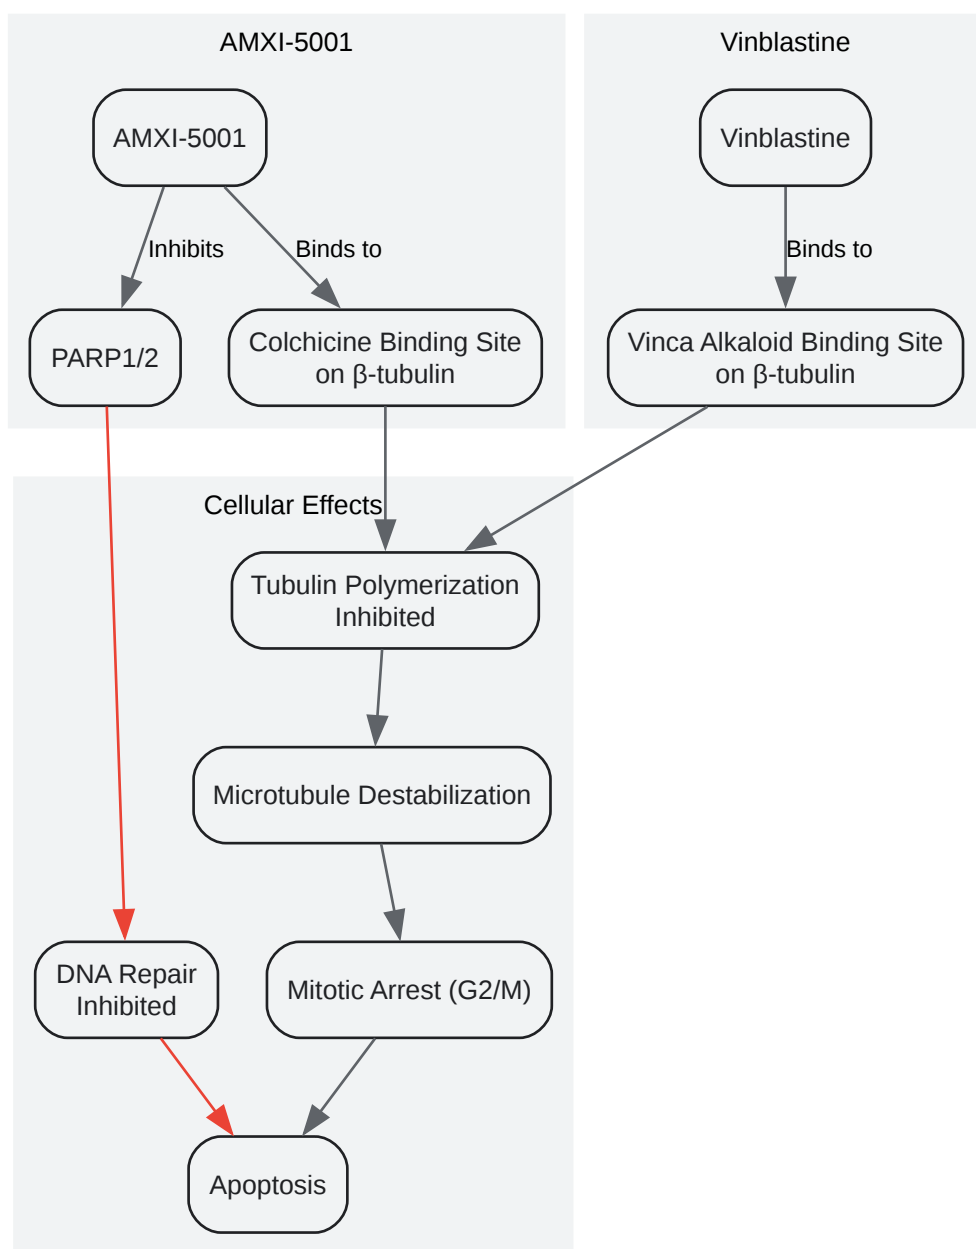 AMXI-5001
Vinblastine
AMXI-5001
Vinblastine
Inhibits
Binds to
Binds to
PARP1/2
Colchicine Binding Site
on β-tubulin
Vinca Alkaloid Binding Site
on β-tubulin
Cellular Effects
Tubulin Polymerization
Inhibited
Microtubule Destabilization
DNA Repair
Inhibited
Mitotic Arrest (G2/M)
Apoptosis